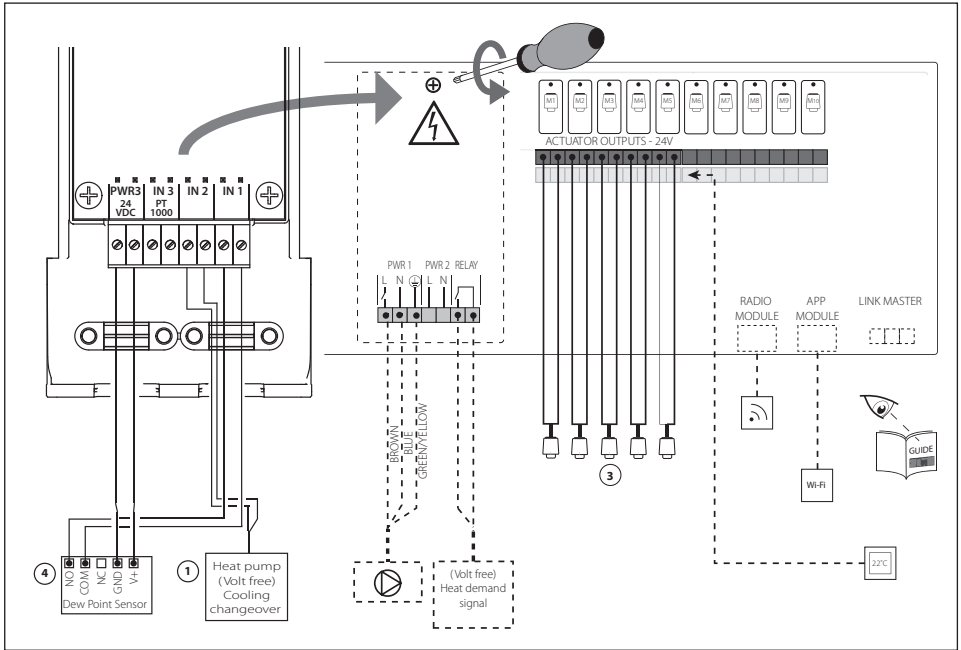 M1 M2 M3 M4 M5 M6 M7 M8 M9 M10
ACTUATOR OUTPUTS - 24V
PWR3 IN 3 IN 2 IN 1
24 PT
VDC 1000
PWR 1 PWR 2 RELAY
L N L N
RADIO
MODULE
APP
MODULE
LINK MASTER
BROWN
BLUE
GREEN/YELLOW
GUIDE
Wi-Fi
3
4
NO
COM
NC
GND
V+
Dew Point Sensor
1
Heat pump
(Volt free)
Cooling
changeover
(Volt free)
Heat demand
signal
22°C